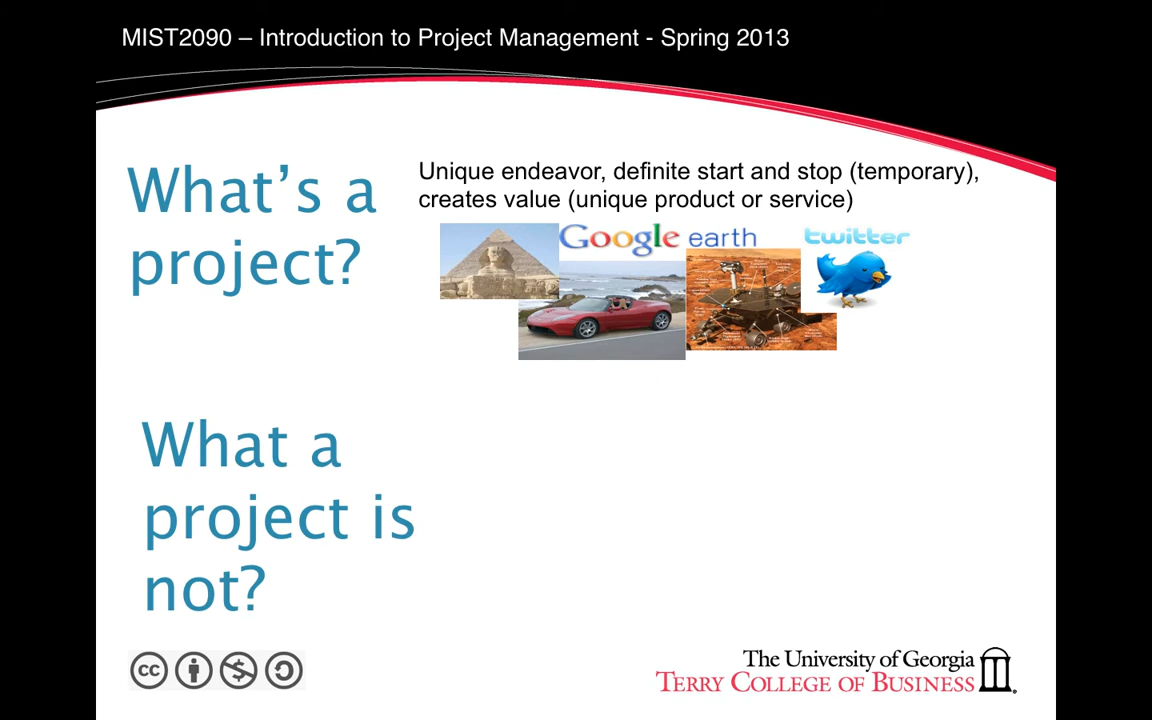 MIST2090 – Introduction to Project Management - Spring 2013
What’s a
project?
Unique endeavor, definite start and stop (temporary),
creates value (unique product or service)
Google earth
twitter
What a
project is
not?
cc
The University of Georgia
TERRY COLLEGE OF BUSINESS